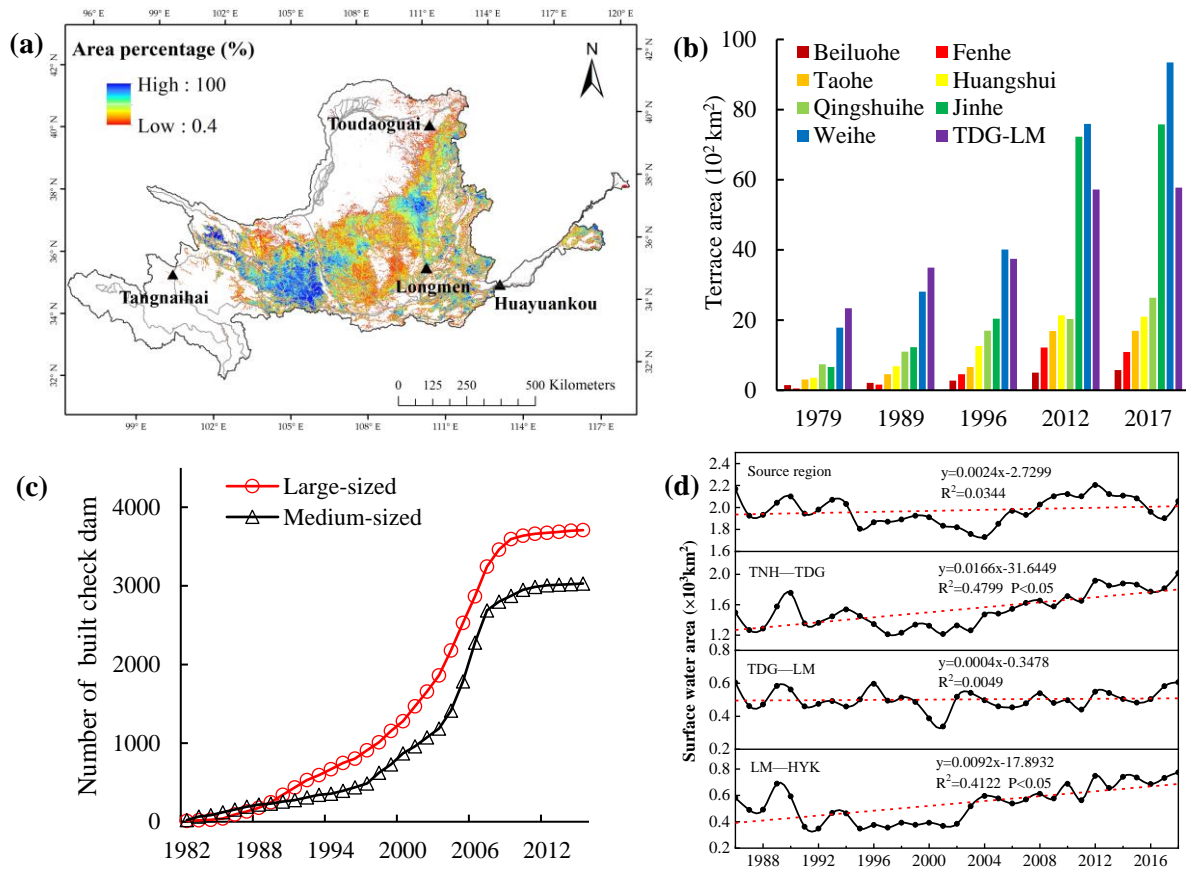 (a)
96° E 99° E 102° E 105° E 108° E 111° E 114° E 117° E 120° E
Area percentage (%)
High : 100
Low : 0.4
N
42° N
40° N
38° N
36° N
34° N
32° N
42° N
40° N
38° N
36° N
34° N
32° N
Toudaoguai
Tangnaihai
Longmen
Huayuankou
0 125 250 500 Kilometers
99° E 102° E 105° E 108° E 111° E 114° E 117° E
(b)
Terrace area (10² km²)
100
80
60
40
20
0
Beiluohe Fenhe
Taohe Huangshui
Qingshuihe Jinhe
Weihe TDG-LM
1979 1989 1996 2012 2017
(c)
Number of built check dam
4000
3000
2000
1000
0
Large-sized
Medium-sized
1982 1988 1994 2000 2006 2012
(d)
Surface water area (×10³km²)
2.4
2.0
1.6
Source region
y=0.0024x-2.7299
R²=0.0344
2.0
1.6
1.2
TNH—TDG
y=0.0166x-31.6449
R²=0.4799 P<0.05
0.8
0.6
0.4
0.2
TDG—LM
y=0.0004x-0.3478
R²=0.0049
0.8
0.6
0.4
0.2
LM—HYK
y=0.0092x-17.8932
R²=0.4122 P<0.05
1988 1992 1996 2000 2004 2008 2012 2016